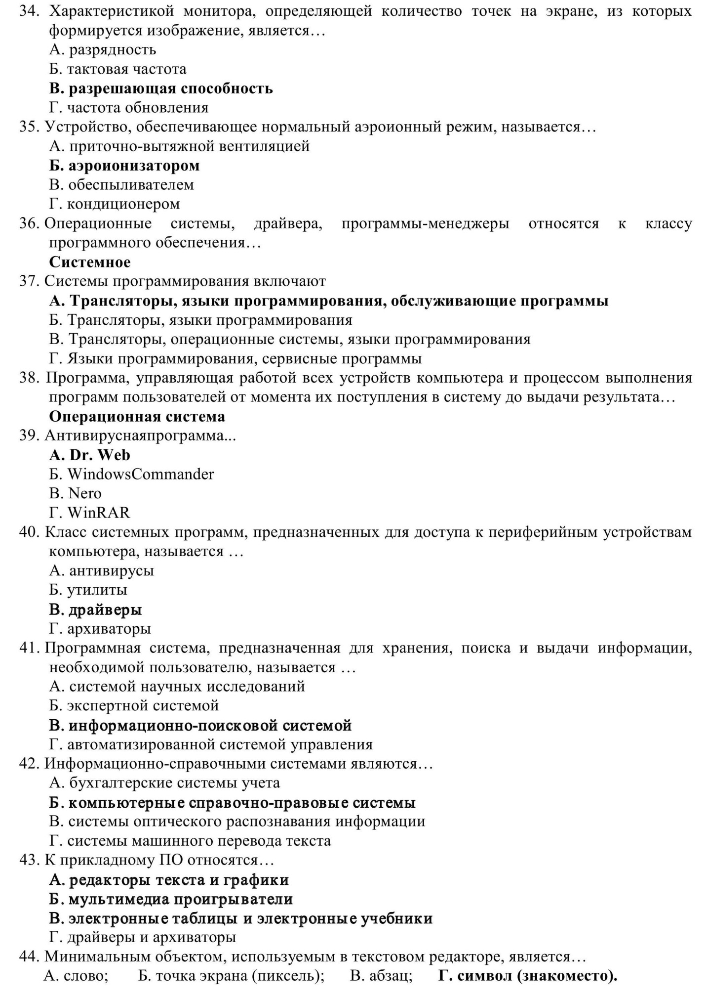 34. Характеристикой монитора, определяющей количество точек на экране, из которых
формируется изображение, является…
А. разрядность
Б. тактовая частота
В. разрешающая способность
Г. частота обновления
35. Устройство, обеспечивающее нормальный аэроионный режим, называется…
А. приточно-вытяжной вентиляцией
Б. аэроионизатором
В. обеспыливателем
Г. кондиционером
36. Операционные системы, драйвера, программы-менеджеры относятся к классу
программного обеспечения…
Системное
37. Системы программирования включают
А. Трансляторы, языки программирования, обслуживающие программы
Б. Трансляторы, языки программирования
В. Трансляторы, операционные системы, языки программирования
Г. Языки программирования, сервисные программы
38. Программа, управляющая работой всех устройств компьютера и процессом выполнения
программ пользователей от момента их поступления в систему до выдачи результата…
Операционная система
39. Антивируснаяпрограмма...
А. Dr. Web
Б. WindowsCommander
В. Nero
Г. WinRAR
40. Класс системных программ, предназначенных для доступа к периферийным устройствам
компьютера, называется …
А. антивирусы
Б. утилиты
В. драйверы
Г. архиваторы
41. Программная система, предназначенная для хранения, поиска и выдачи информации,
необходимой пользователю, называется …
А. системой научных исследований
Б. экспертной системой
В. информационно-поисковой системой
Г. автоматизированной системой управления
42. Информационно-справочными системами являются…
А. бухгалтерские системы учета
Б. компьютерные справочно-правовые системы
В. системы оптического распознавания информации
Г. системы машинного перевода текста
43. К прикладному ПО относятся…
А. редакторы текста и графики
Б. мультимедиа проигрыватели
В. электронные таблицы и электронные учебники
Г. драйверы и архиваторы
44. Минимальным объектом, используемым в текстовом редакторе, является…
А. слово; Б. точка экрана (пиксель); В. абзац; Г. символ (знакоместо).